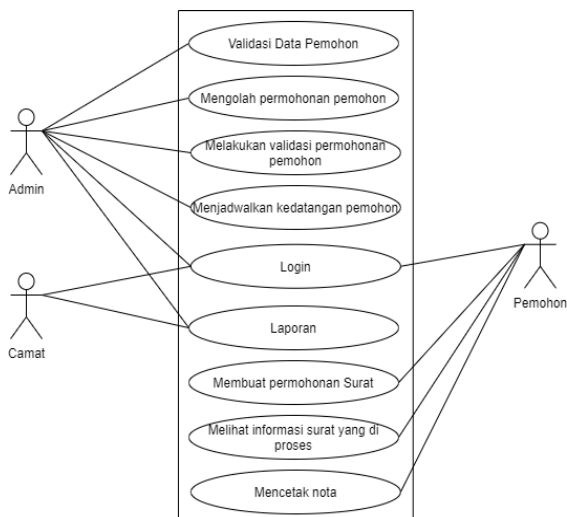 Validasi Data Pemohon
Mengolah permohonan pemohon
Melakukan validasi permohonan
pemohon
Admin
Menjadwalkan kedatangan pemohon
Login
Pemohon
Laporan
Camat
Membuat permohonan Surat
Melihat informasi surat yang di
proses
Mencetak nota